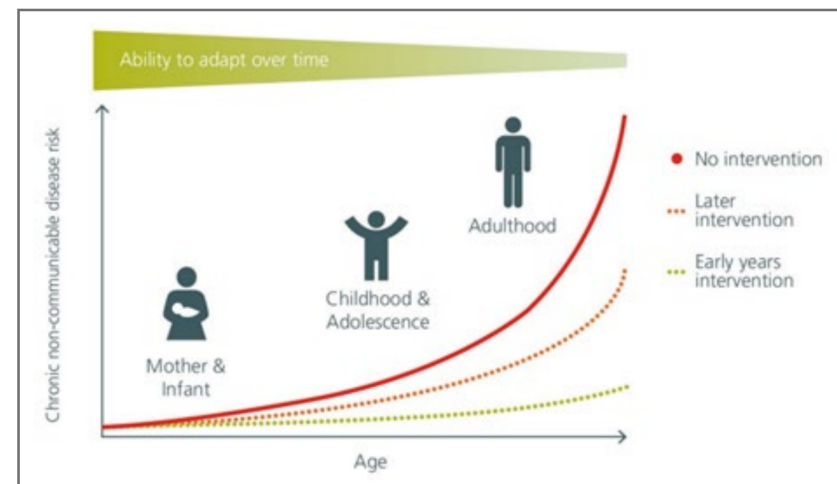 Ability to adapt over time
Chronic non-communicable disease risk
Mother &
Infant
Childhood &
Adolescence
Adulthood
No intervention
Later
intervention
Early years
intervention
Age